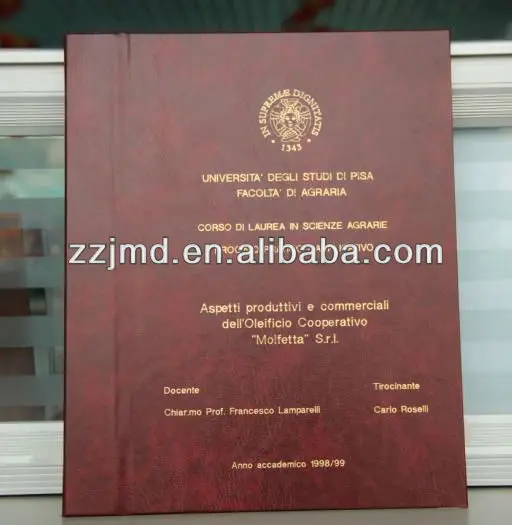 IN SUPREMÆ DIGNITATIS
• 1343 •
UNIVERSITA' DEGLI STUDI DI PISA
FACOLTA' DI AGRARIA
CORSO DI LAUREA IN SCIENZE AGRARIE
zzjmd.en.alibaba.com
Aspetti produttivi e commerciali
dell'Oleificio Cooperativo
"Molfetta" S.r.l.
Docente
Tirocinante
Chiar.mo Prof. Francesco Lamparelli
Carlo Roselli
Anno accademico 1998/99